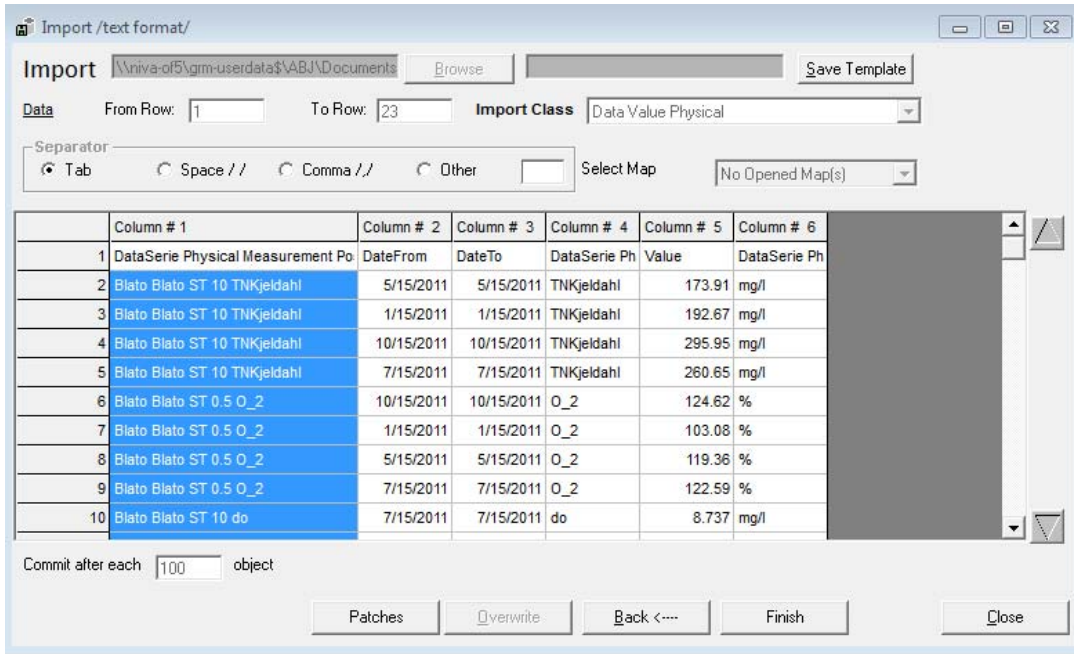 Import /text format/
Import \\niva-of5\grm-userdata$\ABJ\Documents Browse Save Template
Data From Row: 1 To Row: 23 Import Class Data Value Physical
Separator
Tab Space / / Comma /,/ Other Select Map No Opened Map(s)
Column # 1 Column # 2 Column # 3 Column # 4 Column # 5 Column # 6
1 DataSerie Physical Measurement Po DateFrom DateTo DataSerie Ph Value DataSerie Ph
2 Blato Blato ST 10 TNKjeldahl 5/15/2011 5/15/2011 TNKjeldahl 173.91 mg/l
3 Blato Blato ST 10 TNKjeldahl 1/15/2011 1/15/2011 TNKjeldahl 192.67 mg/l
4 Blato Blato ST 10 TNKjeldahl 10/15/2011 10/15/2011 TNKjeldahl 295.95 mg/l
5 Blato Blato ST 10 TNKjeldahl 7/15/2011 7/15/2011 TNKjeldahl 260.65 mg/l
6 Blato Blato ST 0.5 O_2 10/15/2011 10/15/2011 O_2 124.62 %
7 Blato Blato ST 0.5 O_2 1/15/2011 1/15/2011 O_2 103.08 %
8 Blato Blato ST 0.5 O_2 5/15/2011 5/15/2011 O_2 119.36 %
9 Blato Blato ST 0.5 O_2 7/15/2011 7/15/2011 O_2 122.59 %
10 Blato Blato ST 10 do 7/15/2011 7/15/2011 do 8.737 mg/l
Commit after each 100 object
Patches Overwrite Back <---- Finish Close